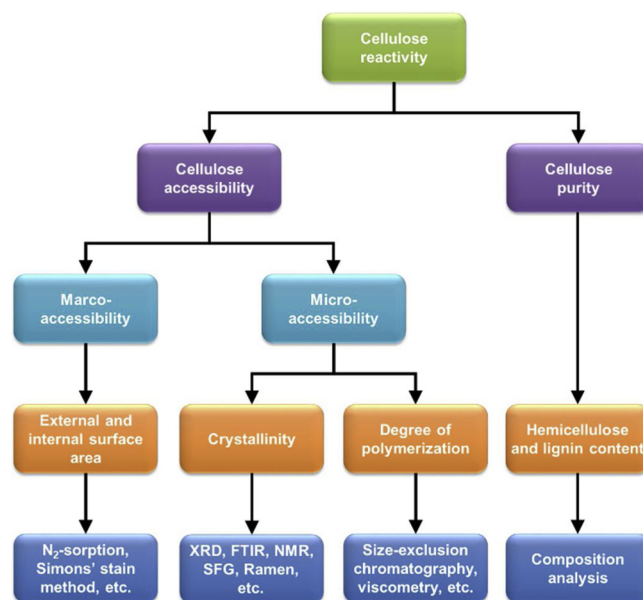 Cellulose
reactivity
Cellulose
accessibility
Cellulose
purity
Marco-
accessibility
Micro-
accessibility
External and
internal surface
area
Crystallinity
Degree of
polymerization
Hemicellulose
and lignin content
N₂-sorption,
Simons' stain
method, etc.
XRD, FTIR, NMR,
SFG, Ramen,
etc.
Size-exclusion
chromatography,
viscometry, etc.
Composition
analysis